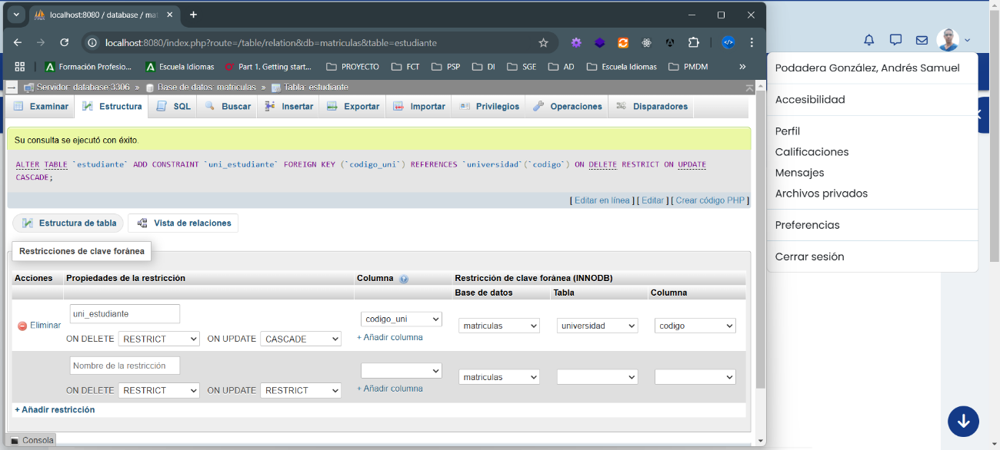 localhost:8080 / database / mat
localhost:8080/index.php?route=/table/relation&db=matriculas&table=estudiante
Formación Profesio...
Escuela Idiomas
Part 1. Getting start...
PROYECTO
FCT
PSP
DI
SGE
AD
Escuela Idiomas
PMDM
»
Servidor: database:3306 » Base de datos: matriculas » Tabla: estudiante
Examinar
Estructura
SQL
Buscar
Insertar
Exportar
Importar
Privilegios
Operaciones
Disparadores
Su consulta se ejecutó con éxito.
ALTER TABLE `estudiante` ADD CONSTRAINT `uni_estudiante` FOREIGN KEY (`codigo_uni`) REFERENCES `universidad`(`codigo`) ON DELETE RESTRICT ON UPDATE
CASCADE;
[ Editar en línea ] [ Editar ] [ Crear código PHP ]
Estructura de tabla
Vista de relaciones
Restricciones de clave foránea
Acciones
Propiedades de la restricción
Columna
Restricción de clave foránea (INNODB)
Base de datos
Tabla
Columna
Eliminar
uni_estudiante
ON DELETE RESTRICT
ON UPDATE CASCADE
codigo_uni
+ Añadir columna
matriculas
universidad
codigo
Nombre de la restricción
ON DELETE RESTRICT
ON UPDATE RESTRICT
+ Añadir columna
matriculas
+ Añadir restricción
Consola
Podadera González, Andrés Samuel
Accesibilidad
Perfil
Calificaciones
Mensajes
Archivos privados
Preferencias
Cerrar sesión